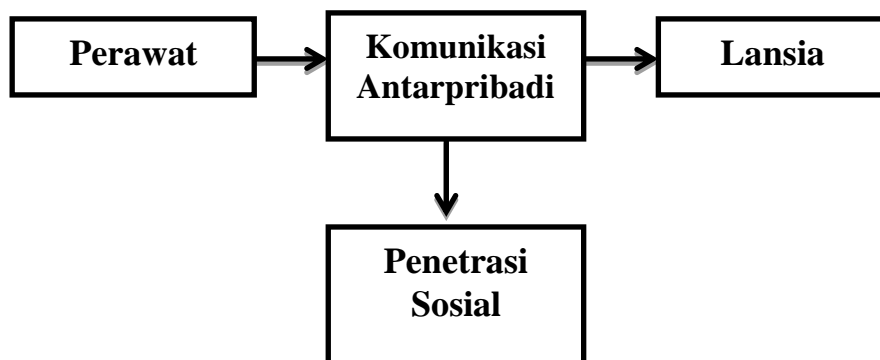 Perawat
Komunikasi
Antarpribadi
Lansia
Penetrasi
Sosial